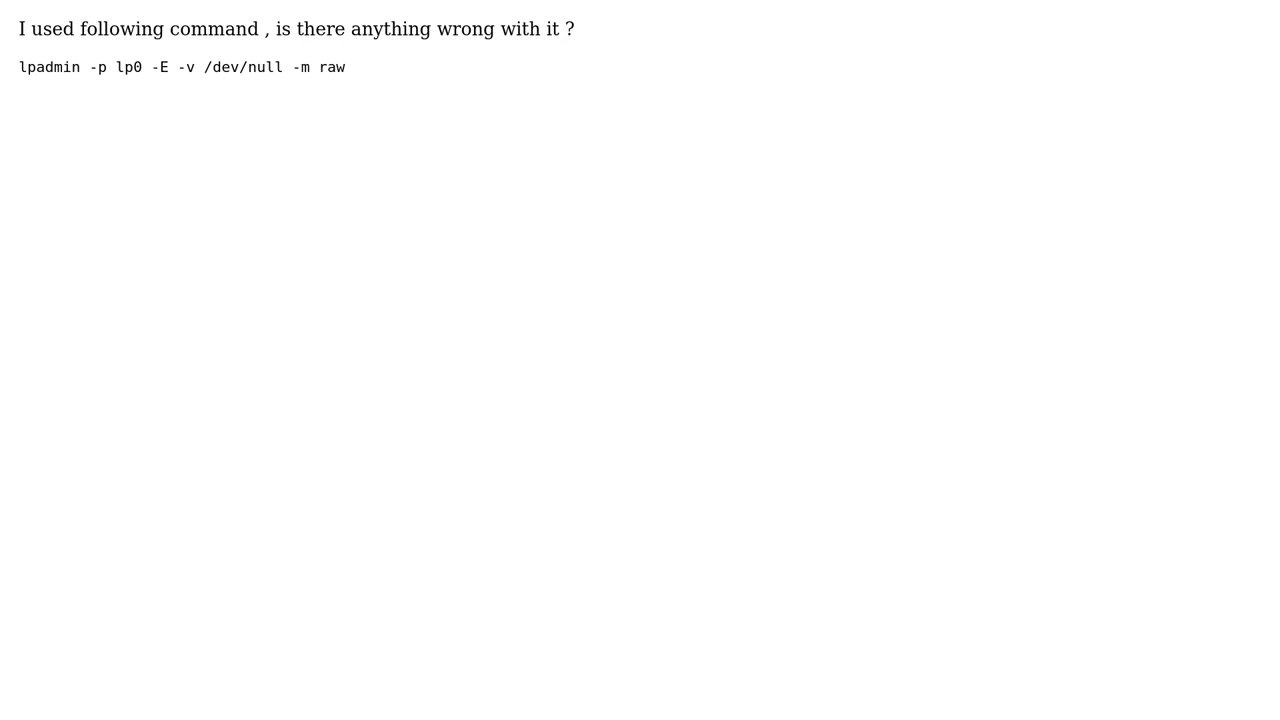 I used following command , is there anything wrong with it ?
lpadmin -p lp0 -E -v /dev/null -m raw